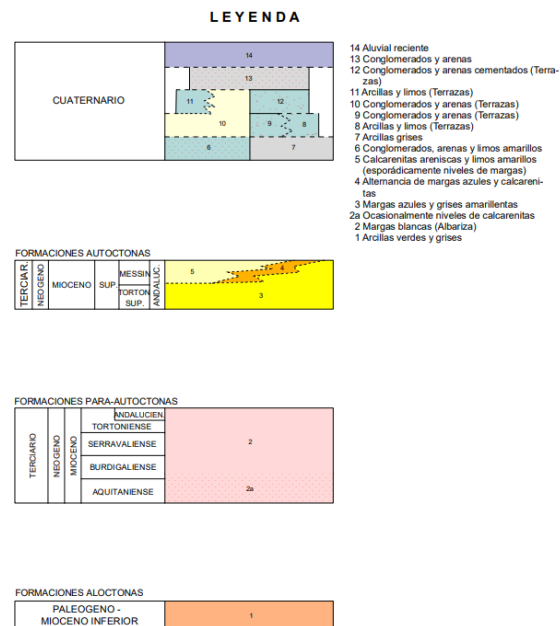 LEYENDA
CUATERNARIO
14
13
11
12
10
9
8
6
7
14 Aluvial reciente
13 Conglomerados y arenas
12 Conglomerados y arenas cementados (Terra-
zas)
11 Arcillas y limos (Terrazas)
10 Conglomerados y arenas (Terrazas)
9 Conglomerados y arenas (Terrazas)
8 Arcillas y limos (Terrazas)
7 Arcillas grises
6 Conglomerados, arenas y limos amarillos
5 Calcarenitas areniscas y limos amarillos
(esporádicamente niveles de margas)
4 Alternancia de margas azules y calcareni-
tas
3 Margas azules y grises amarillentas
2a Ocasionalmente niveles de calcarenitas
2 Margas blancas (Albariza)
1 Arcillas verdes y grises
FORMACIONES AUTOCTONAS
TERCIAR.
NEOGENO
MIOCENO
SUP.
MESSIN
TORTON
SUP.
ANDALUC.
5
4
3
FORMACIONES PARA-AUTOCTONAS
TERCIARIO
NEOGENO
MIOCENO
ANDALUCIEN.
TORTONIENSE
SERRAVALIENSE
BURDIGALIENSE
AQUITANIENSE
2
2a
FORMACIONES ALOCTONAS
PALEOGENO -
MIOCENO INFERIOR
1